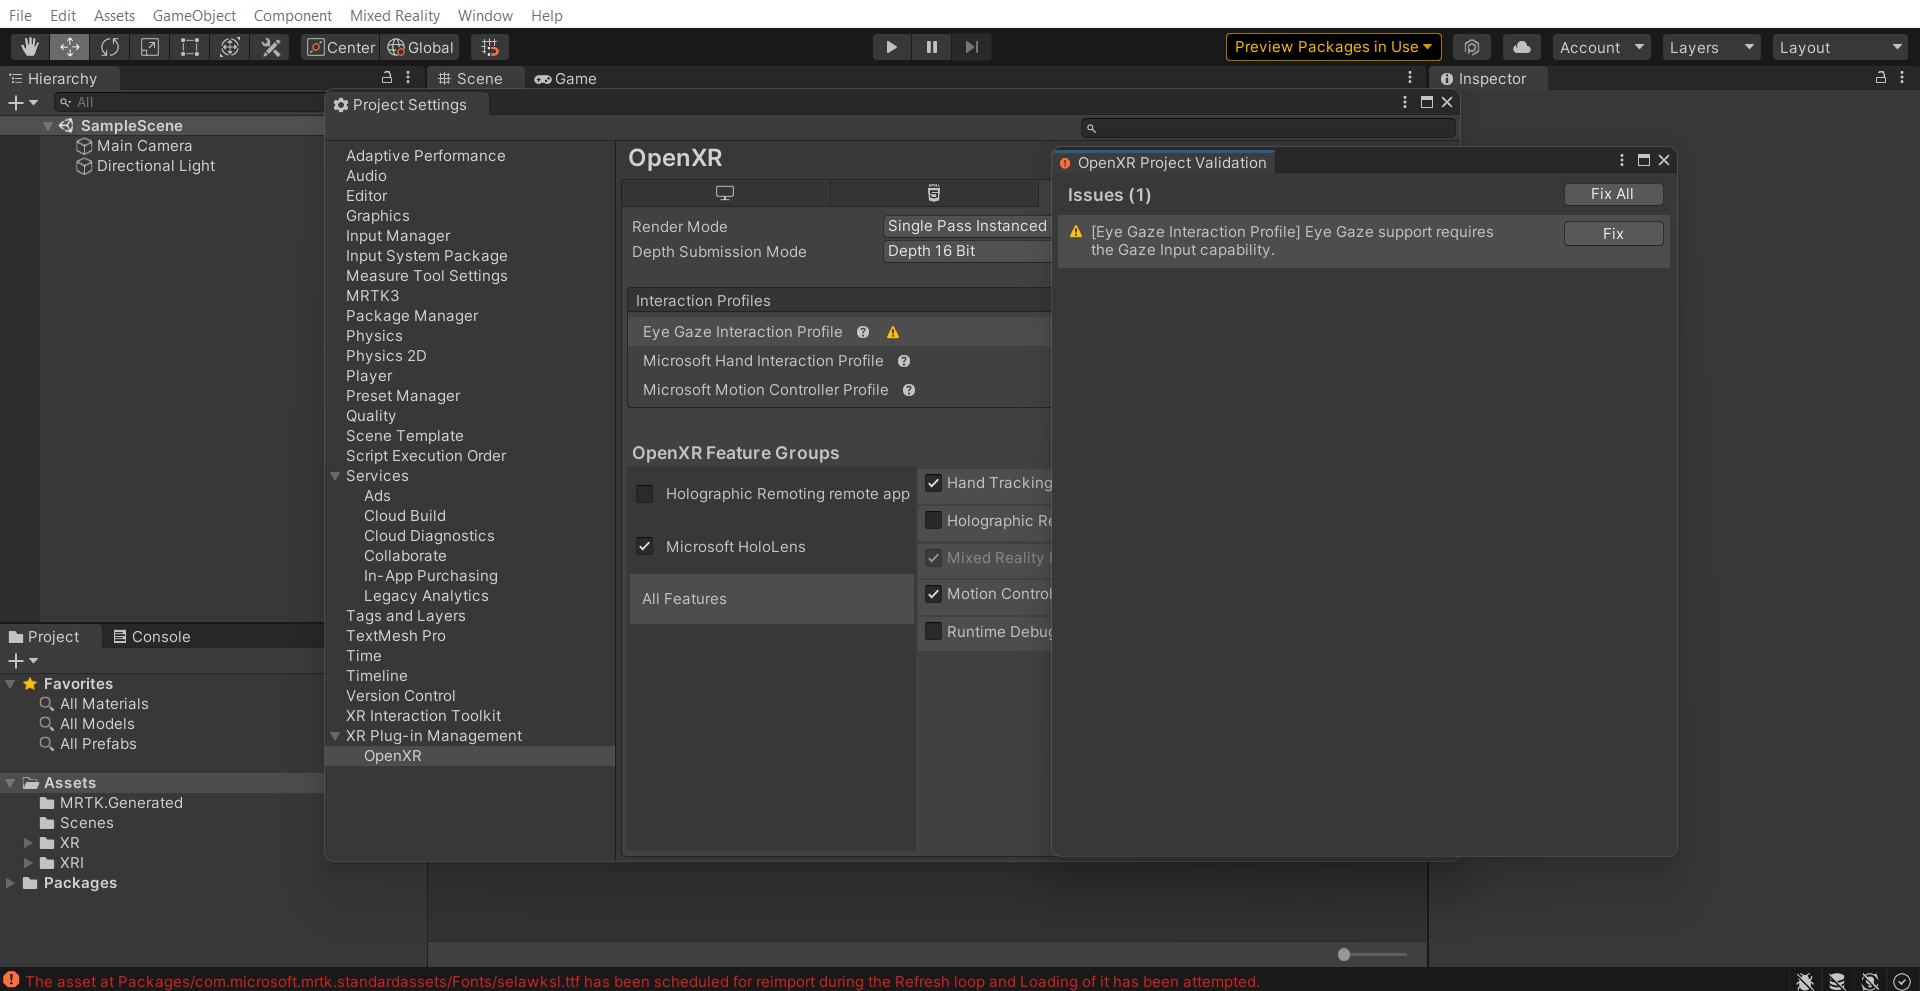 File Edit Assets GameObject Component Mixed Reality Window Help
Center Global Preview Packages in Use Account Layers Layout
Hierarchy
All
SampleScene
Main Camera
Directional Light
Scene Game
Inspector
Project Settings
Adaptive Performance
Audio
Editor
Graphics
Input Manager
Input System Package
Measure Tool Settings
MRTK3
Package Manager
Physics
Physics 2D
Player
Preset Manager
Quality
Scene Template
Script Execution Order
Services
Ads
Cloud Build
Cloud Diagnostics
Collaborate
In-App Purchasing
Legacy Analytics
Tags and Layers
TextMesh Pro
Time
Timeline
Version Control
XR Interaction Toolkit
XR Plug-in Management
OpenXR
OpenXR
Render Mode Single Pass Instanced
Depth Submission Mode Depth 16 Bit
Interaction Profiles
Eye Gaze Interaction Profile
Microsoft Hand Interaction Profile
Microsoft Motion Controller Profile
OpenXR Feature Groups
Holographic Remoting remote app
Microsoft HoloLens
All Features
Hand Tracking
Holographic Re
Mixed Reality
Motion Control
Runtime Debug
OpenXR Project Validation
Issues (1) Fix All
[Eye Gaze Interaction Profile] Eye Gaze support requires
the Gaze Input capability.
Fix
Project Console
Favorites
All Materials
All Models
All Prefabs
Assets
MRTK.Generated
Scenes
XR
XRI
Packages
The asset at Packages/com.microsoft.mrtk.standardassets/Fonts/selawksl.ttf has been scheduled for reimport during the Refresh loop and Loading of it has been attempted.